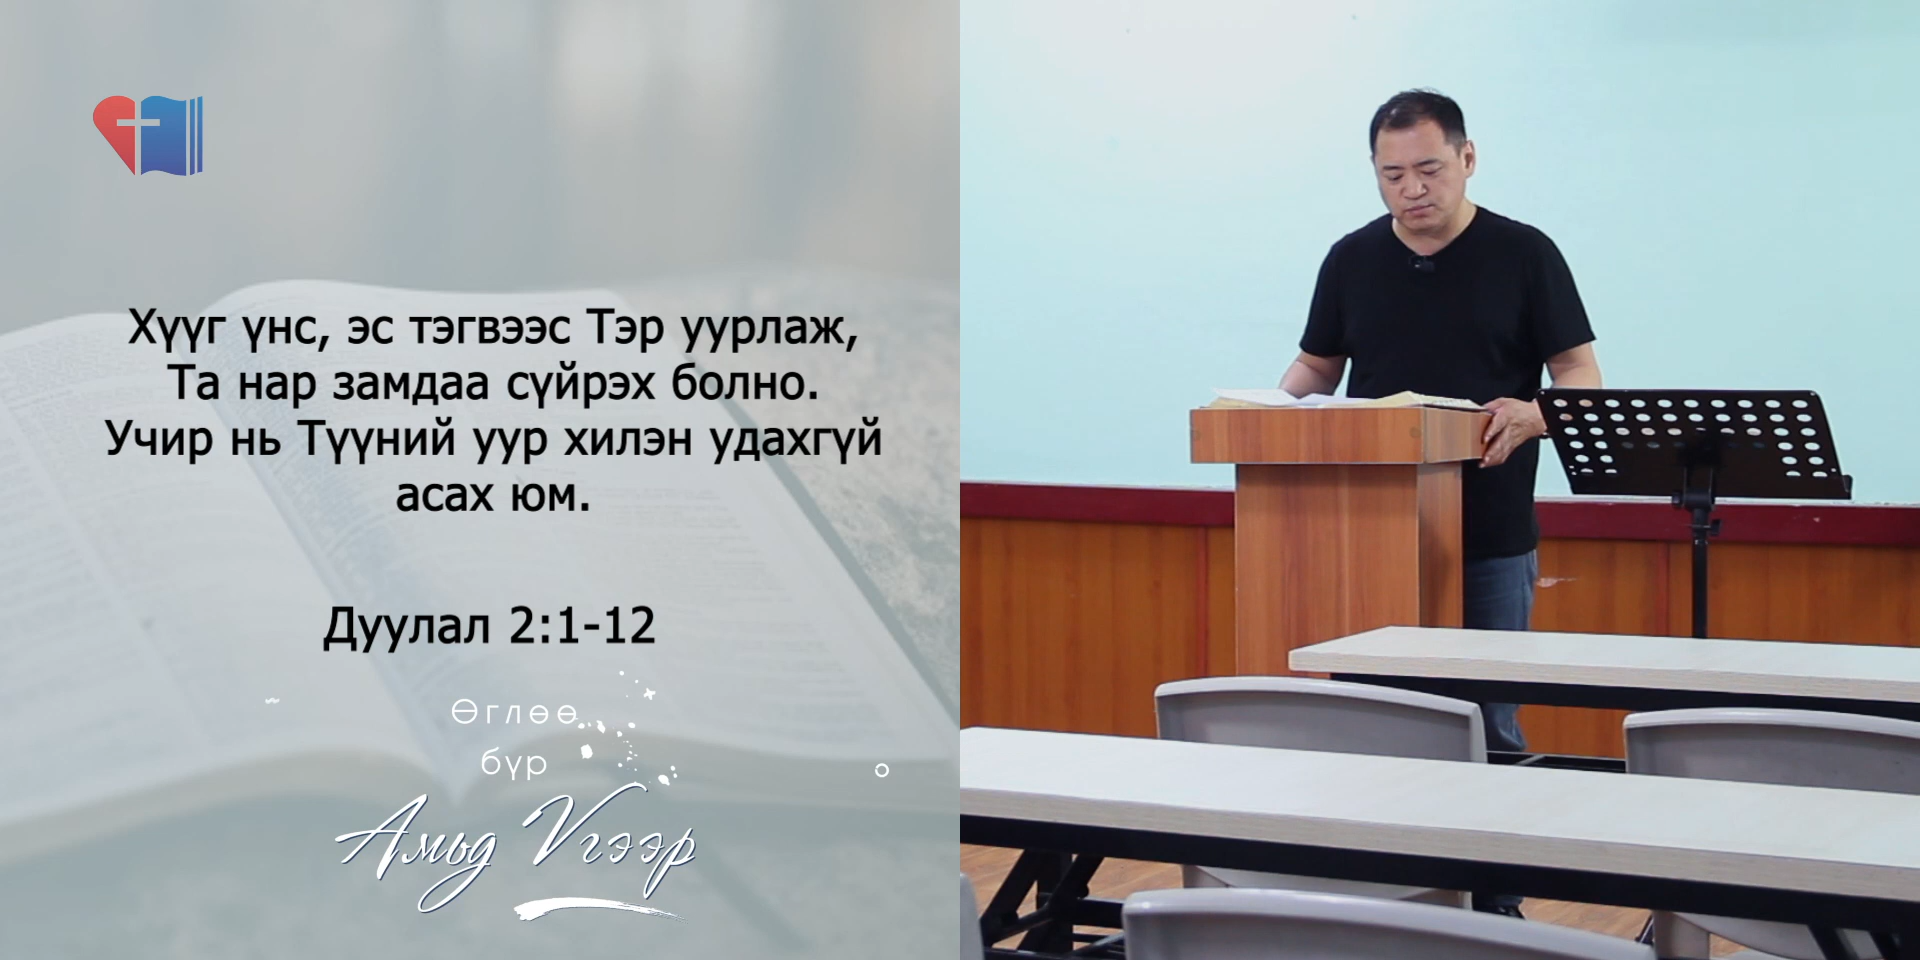 Хүүг үнс, эс тэгвээс Тэр уурлаж,
Та нар замдаа сүйрэх болно.
Учир нь Түүний уур хилэн удахгүй
асах юм.
Дуулал 2:1-12
Өглөө
бүр
Амьд Үгээр